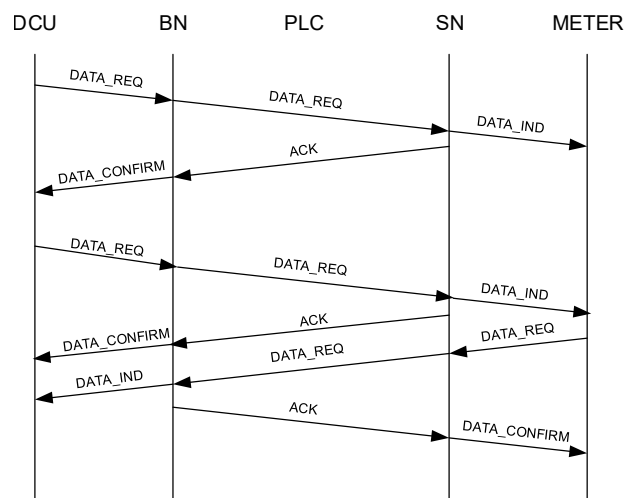 DCU BN PLC SN METER
DATA_REQ
DATA_REQ
DATA_IND
ACK
DATA_CONFIRM
DATA_REQ
DATA_REQ
DATA_IND
ACK
DATA_REQ
DATA_CONFIRM
DATA_REQ
DATA_IND
ACK
DATA_CONFIRM